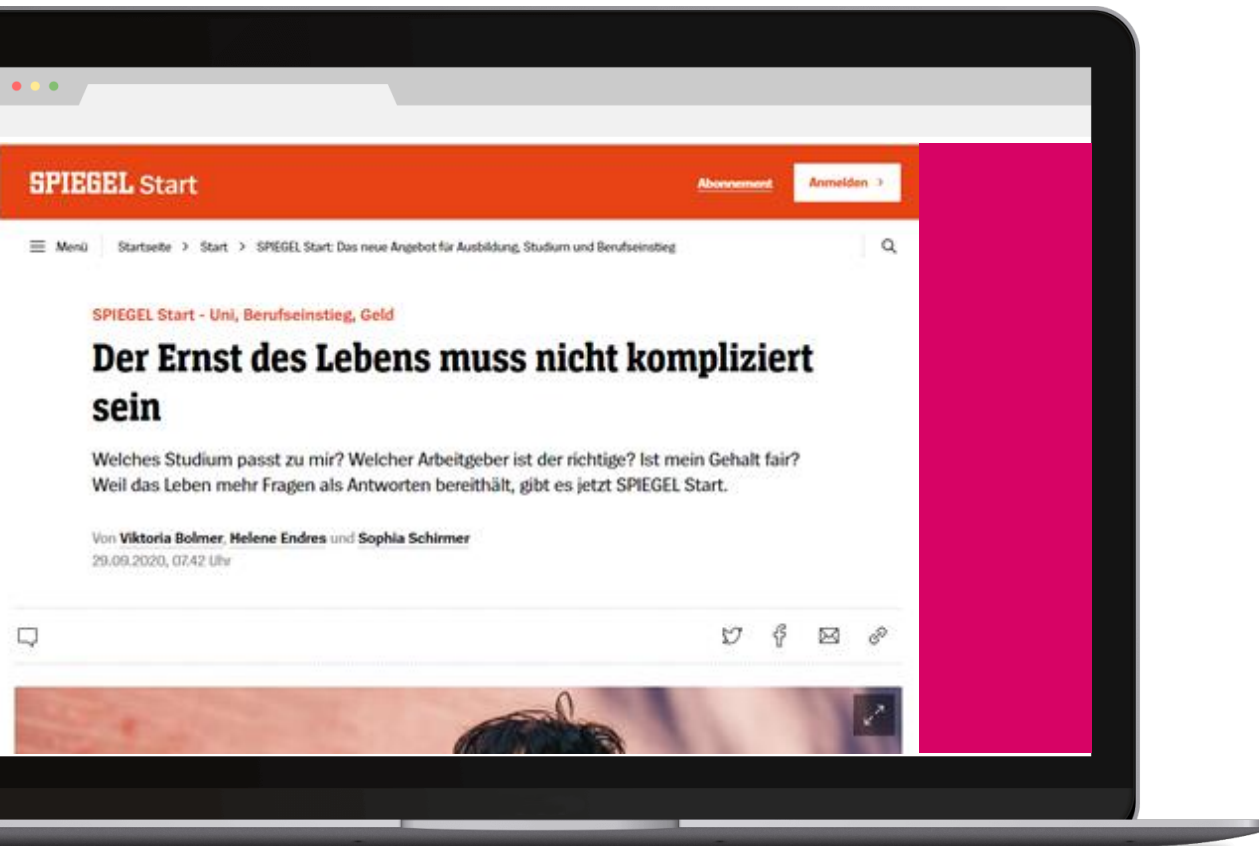 SPIEGEL Start
Abonnement
Anmelden >
Menü
Startseite > Start > SPIEGEL Start: Das neue Angebot für Ausbildung, Studium und Berufseinstieg
SPIEGEL Start - Uni, Berufseinstieg, Geld
Der Ernst des Lebens muss nicht kompliziert
sein
Welches Studium passt zu mir? Welcher Arbeitgeber ist der richtige? Ist mein Gehalt fair?
Weil das Leben mehr Fragen als Antworten bereithält, gibt es jetzt SPIEGEL Start.
Von Viktoria Bolmer, Helene Endres und Sophia Schirmer
29.09.2020, 07.42 Uhr